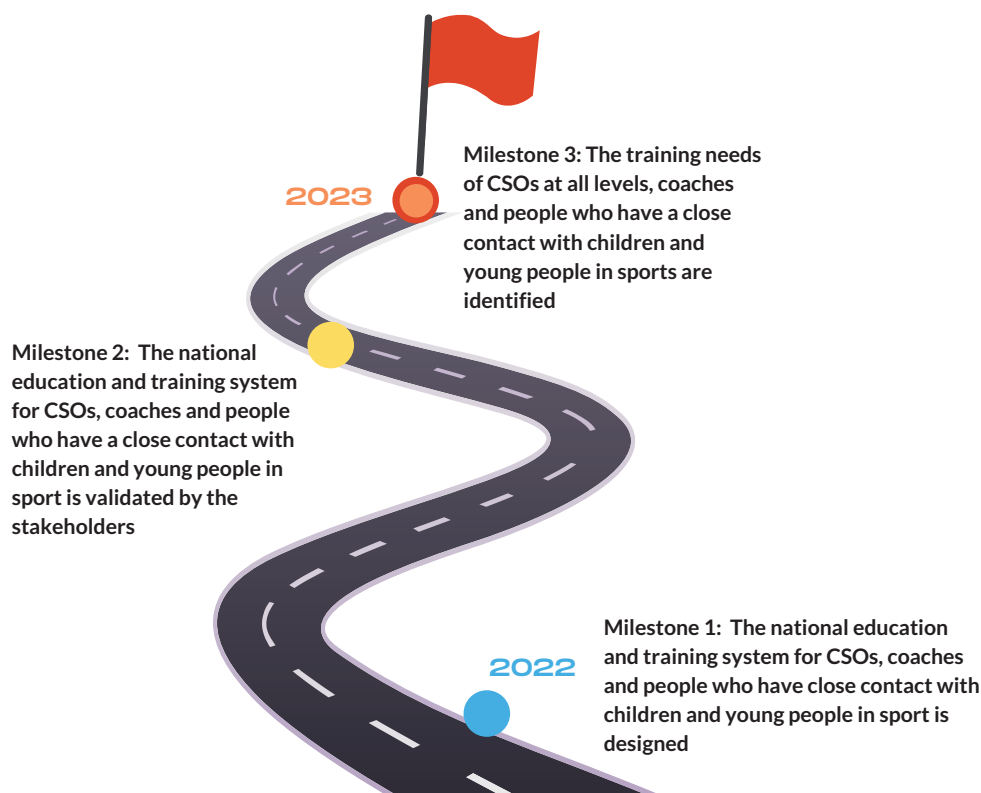 2023
Milestone 3: The training needs
of CSOs at all levels, coaches
and people who have a close
contact with children and
young people in sports are
identified
Milestone 2:  The national
education and training system
for CSOs, coaches and people
who have a close contact with
children and young people in
sport is validated by the
stakeholders
2022
Milestone 1:  The national education
and training system for CSOs, coaches
and people who have close contact with
children and young people in sport is
designed